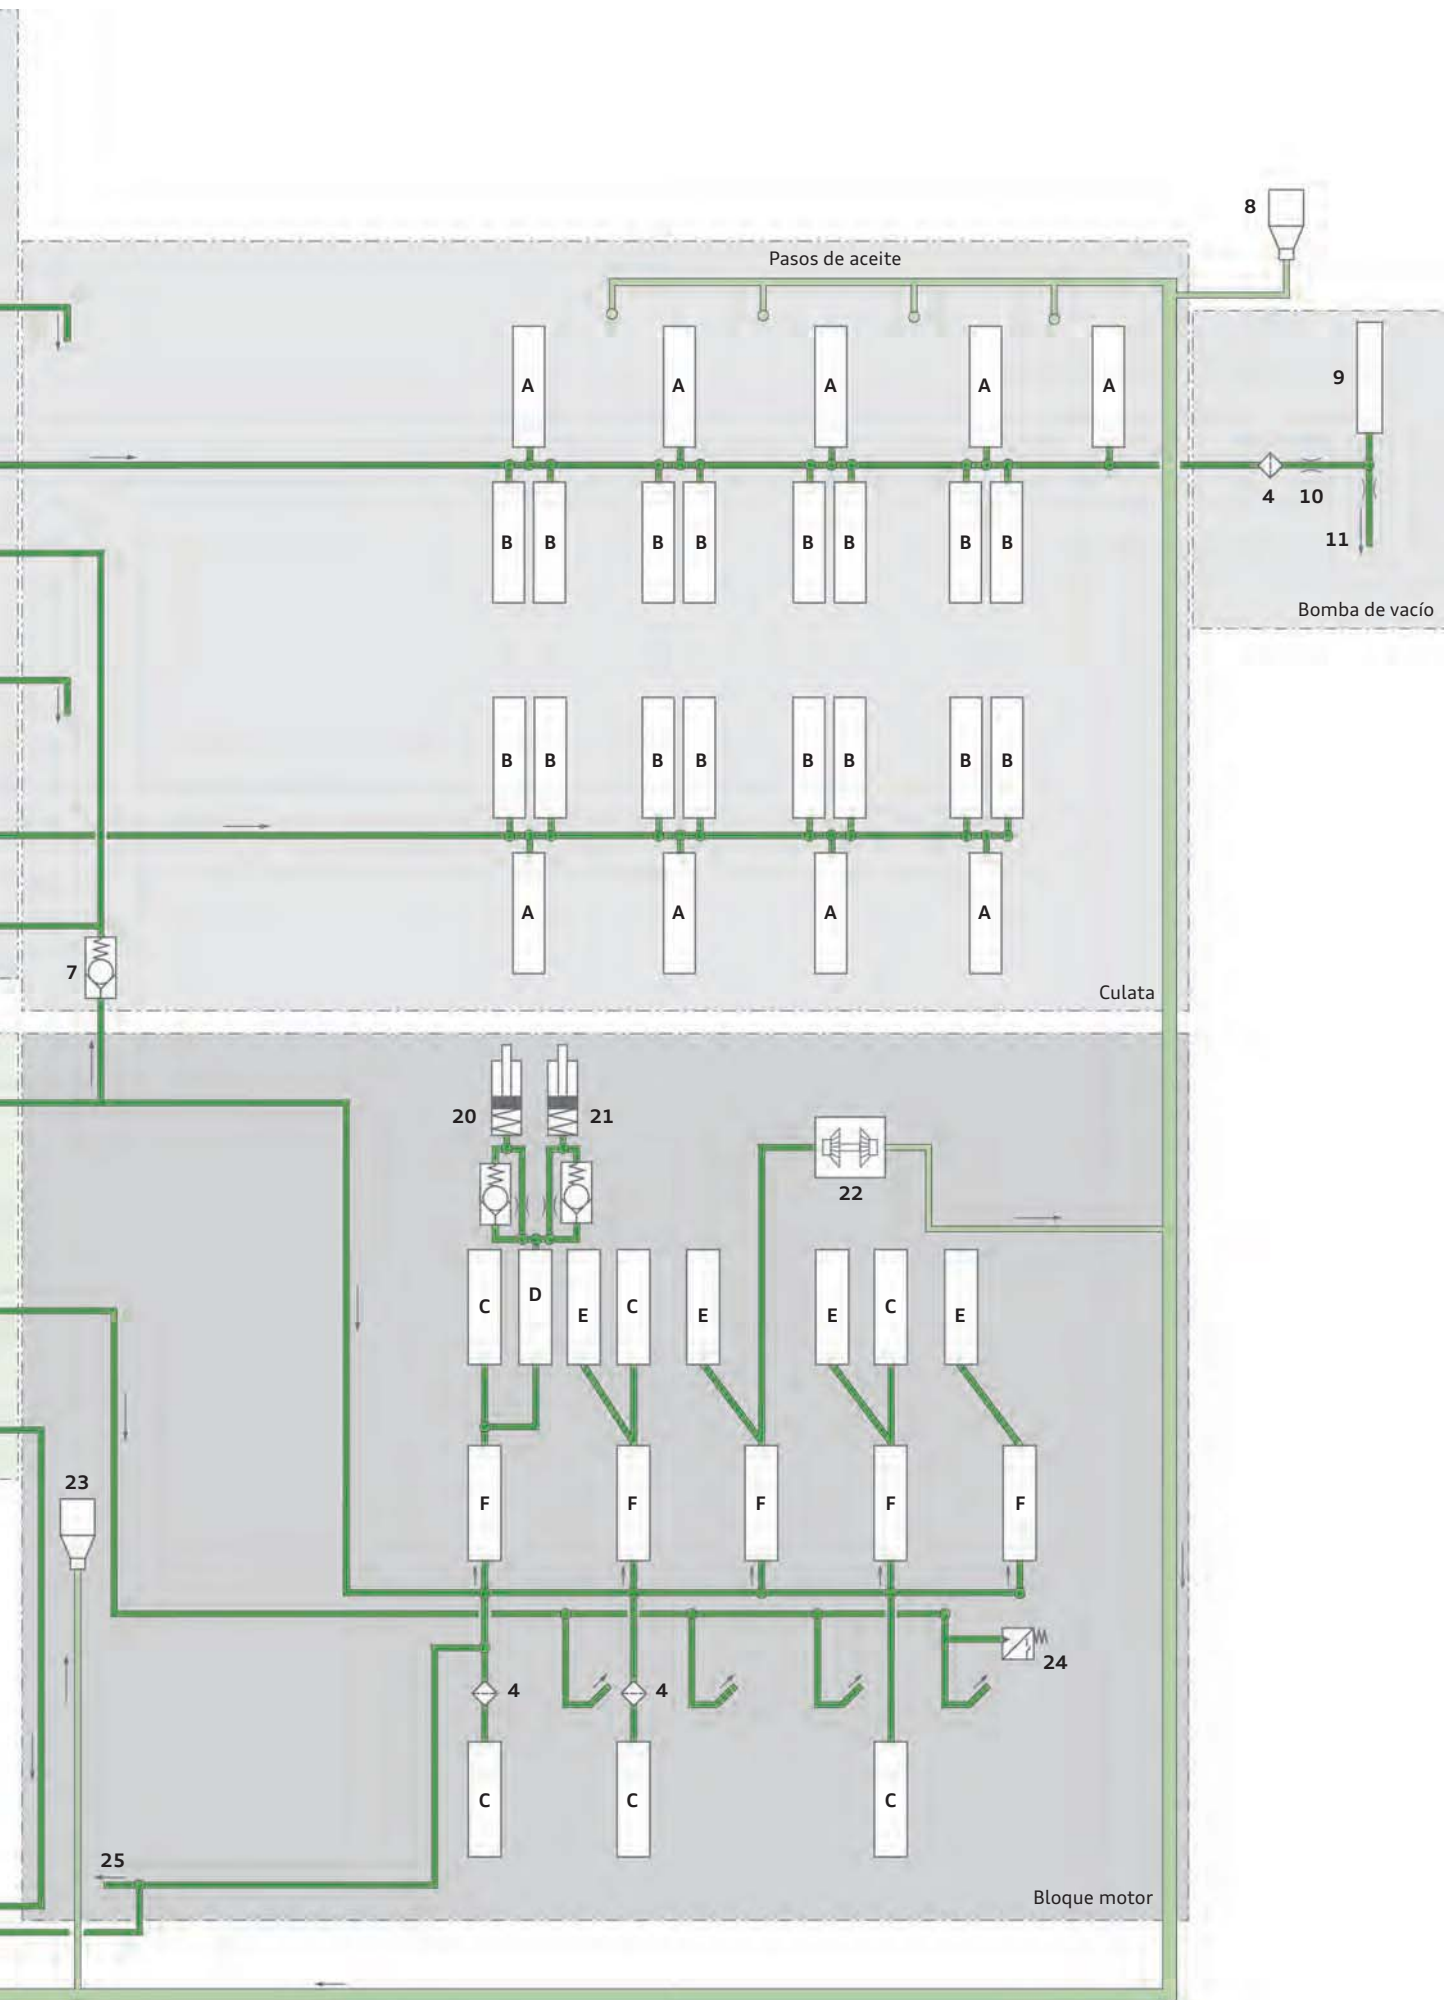 8
Pasos de aceite
9
A A A A A
4 10
11
B B B B B B B B
Bomba de vacío
B B B B B B B B
A A A A
7
Culata
20 21
22
C D E C E E C E
23
F F F F F
24
4 4
C C C
25
Bloque motor